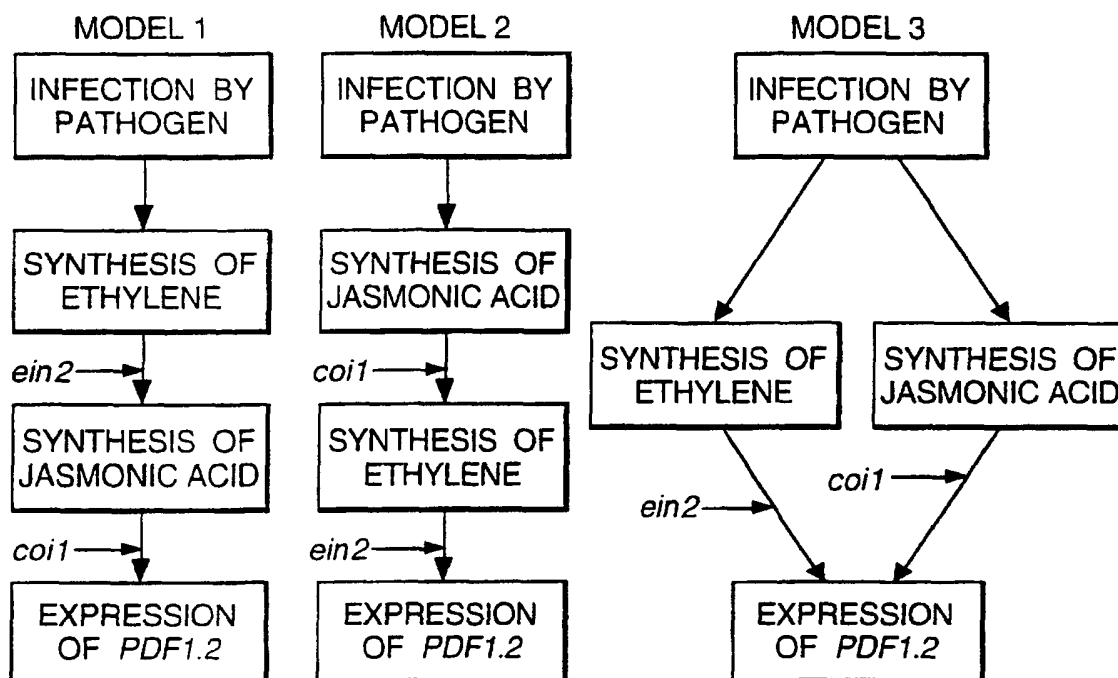 MODEL 1
INFECTION BY
PATHOGEN
SYNTHESIS OF
ETHYLENE
ein2
SYNTHESIS OF
JASMONIC ACID
coi1
EXPRESSION
OF PDF1.2
MODEL 2
INFECTION BY
PATHOGEN
SYNTHESIS OF
JASMONIC ACID
coi1
SYNTHESIS OF
ETHYLENE
ein2
EXPRESSION
OF PDF1.2
MODEL 3
INFECTION BY
PATHOGEN
SYNTHESIS OF
ETHYLENE
SYNTHESIS OF
JASMONIC ACID
ein2
coi1
EXPRESSION
OF PDF1.2